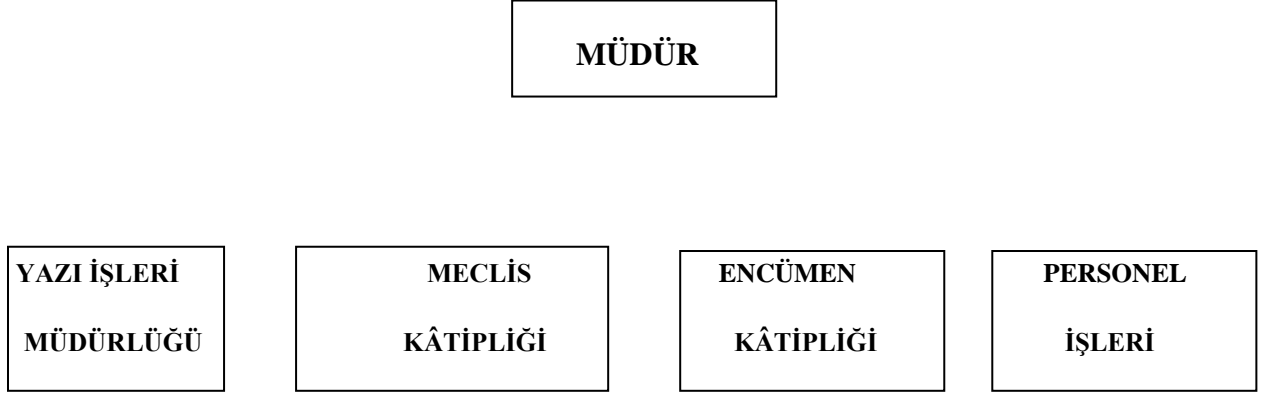 MÜDÜR
YAZI İŞLERİ
MÜDÜRLÜĞÜ
MECLİS
KÂTİPLİĞİ
ENCÜMEN
KÂTİPLİĞİ
PERSONEL
İŞLERİ